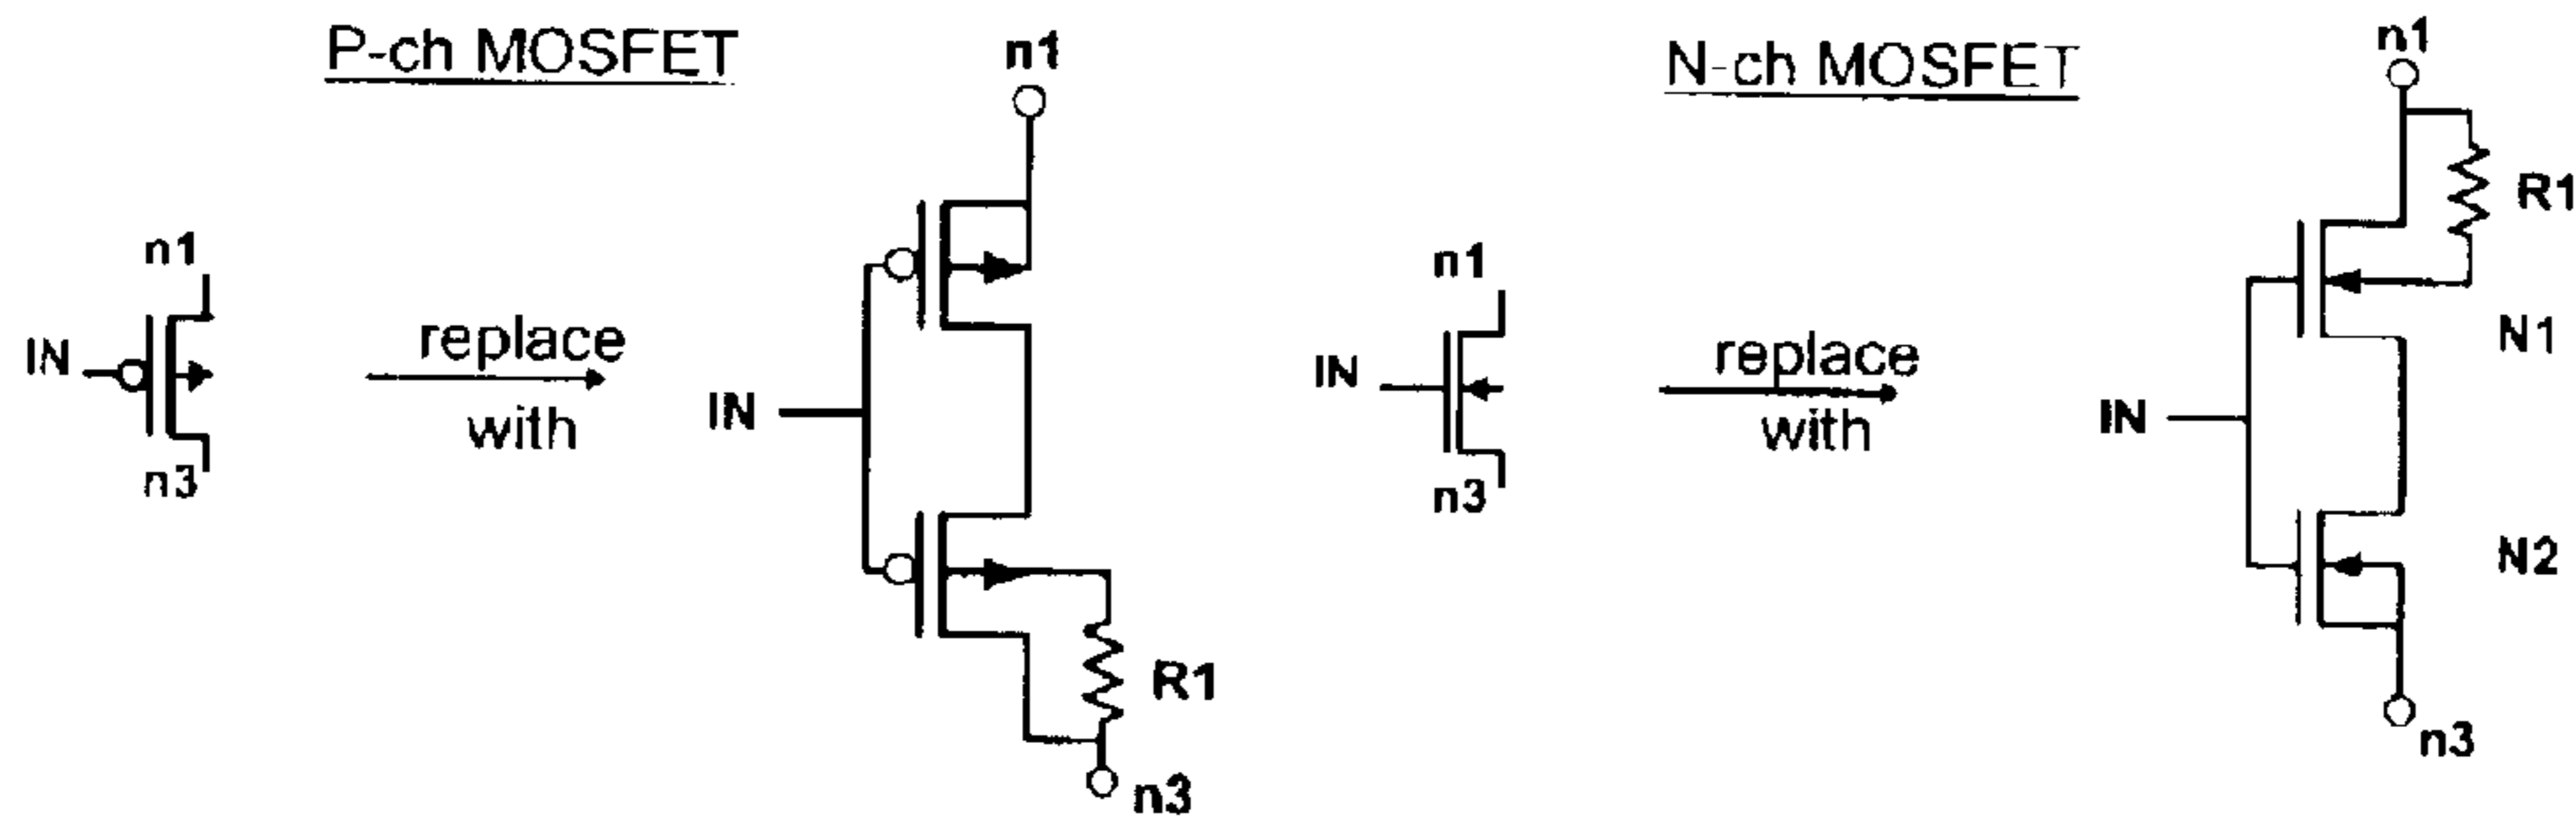 P-ch MOSFET
n1
IN
n3
replace
with
n1
IN
R1
n3
N-ch MOSFET
n1
IN
n3
replace
with
n1
R1
N1
IN
N2
n3